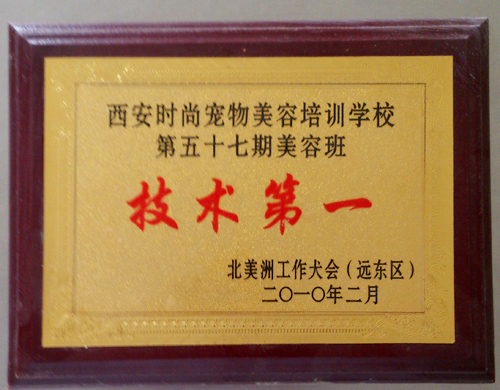 西安时尚宠物美容培训学校
第五十七期美容班
技术第一
北美洲工作犬会（远东区）
二〇一〇年二月